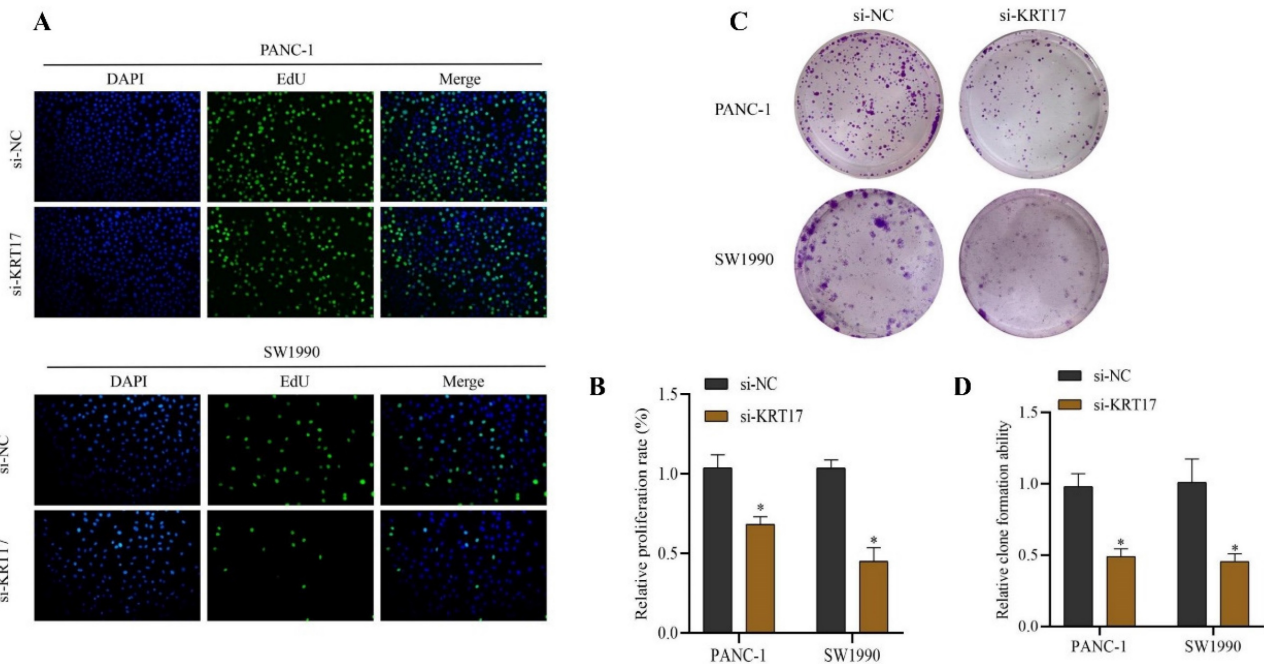 A
PANC-1
DAPI EdU Merge
si-NC
si-KRT17
SW1990
DAPI EdU Merge
si-NC
si-KRT17
C
si-NC si-KRT17
PANC-1
SW1990
B
si-NC
si-KRT17
Relative proliferation rate (%)
1.5
1.0
0.5
0.0
* *
PANC-1 SW1990
D
si-NC
si-KRT17
Relative clone formation ability
1.5
1.0
0.5
0.0
* *
PANC-1 SW1990